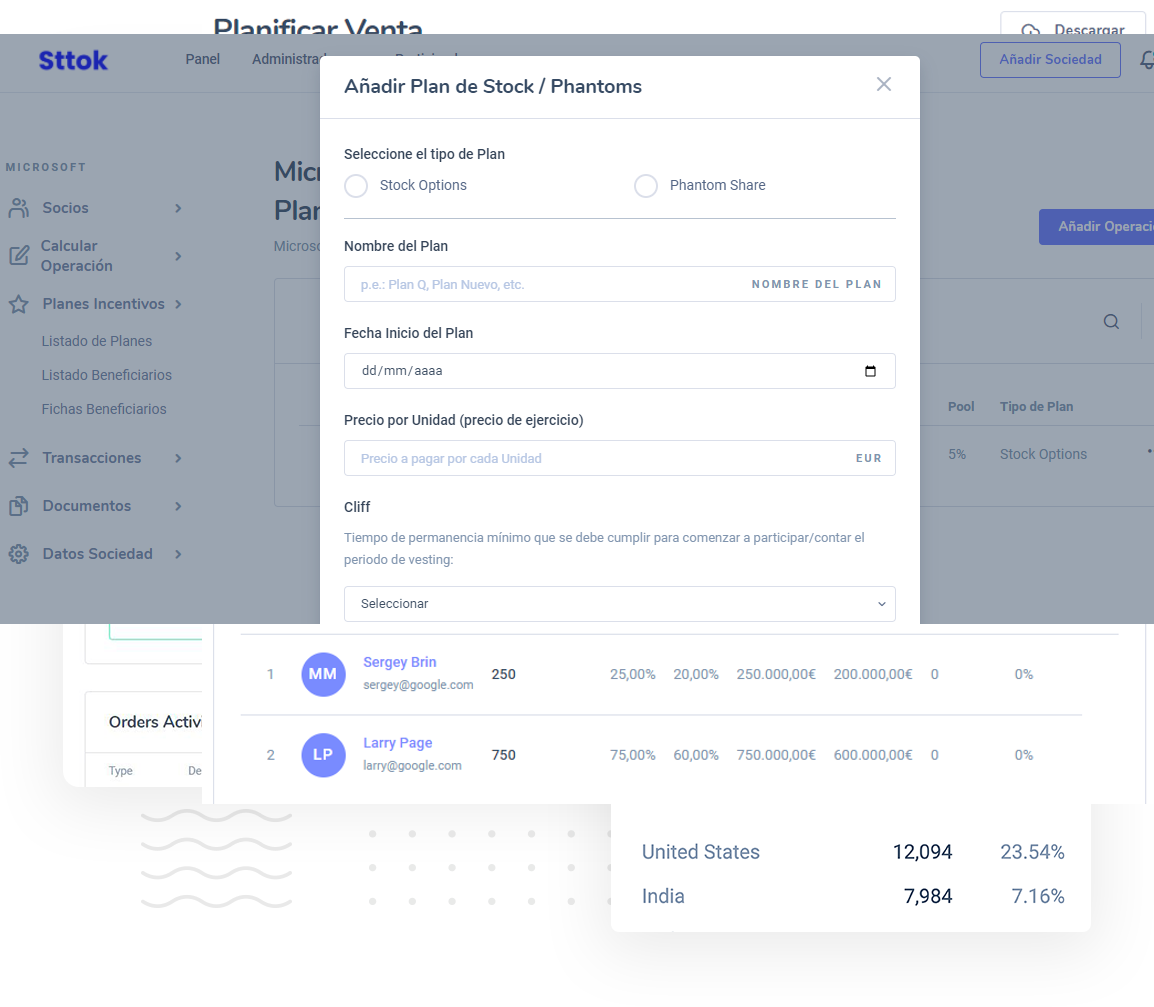 Planificar Venta
Descargar
Sttok
Panel
Añadir Sociedad
Añadir Plan de Stock / Phantoms
MICROSOFT
Socios
Calcular
Operación
Planes Incentivos
Listado de Planes
Listado Beneficiarios
Fichas Beneficiarios
Transacciones
Documentos
Datos Sociedad
Seleccione el tipo de Plan
Stock Options
Phantom Share
Nombre del Plan
p.e.: Plan Q, Plan Nuevo, etc.
NOMBRE DEL PLAN
Fecha Inicio del Plan
dd/mm/aaaa
Precio por Unidad (precio de ejercicio)
Precio a pagar por cada Unidad
EUR
Cliff
Tiempo de permanencia mínimo que se debe cumplir para comenzar a participar/contar el
periodo de vesting:
Seleccionar
Añadir
Pool Tipo de Plan
5% Stock Options
1 MM Sergey Brin 250 25,00% 20,00% 250.000,00€ 200.000,00€ 0 0%
sergey@google.com
2 LP Larry Page 750 75,00% 60,00% 750.000,00€ 600.000,00€ 0 0%
larry@google.com
Orders
Type
United States 12,094 23.54%
India 7,984 7.16%